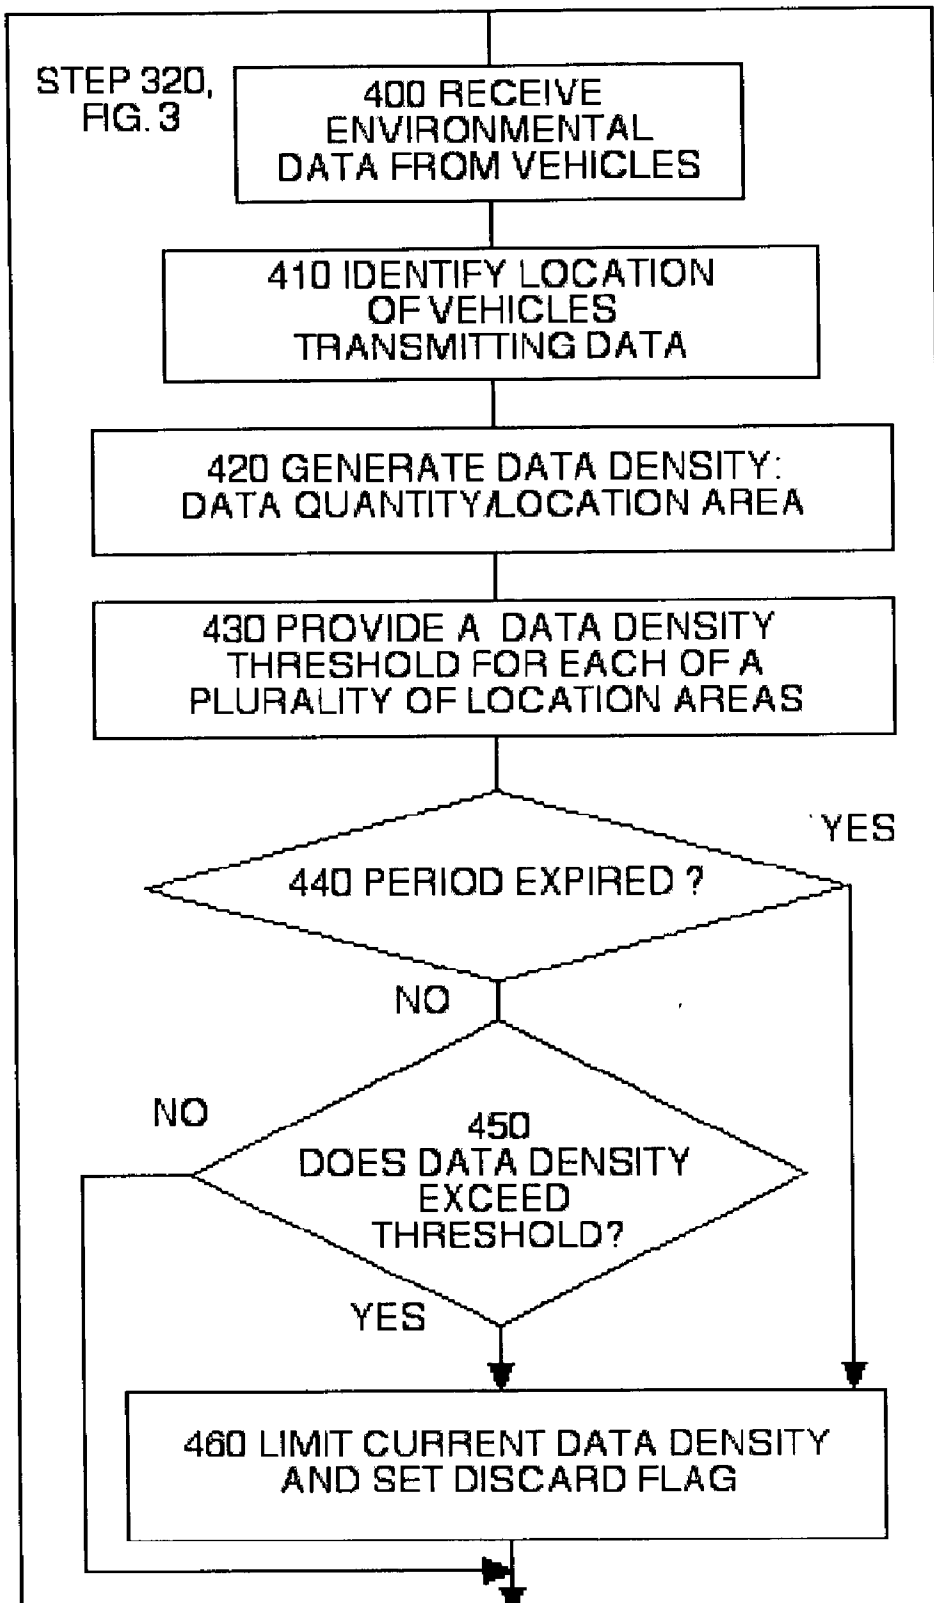 STEP 320,
FIG. 3
400 RECEIVE
ENVIRONMENTAL
DATA FROM VEHICLES
410 IDENTIFY LOCATION
OF VEHICLES
TRANSMITTING DATA
420 GENERATE DATA DENSITY:
DATA QUANTITY/LOCATION AREA
430 PROVIDE A DATA DENSITY
THRESHOLD FOR EACH OF A
PLURALITY OF LOCATION AREAS
YES
440 PERIOD EXPIRED ?
NO
NO
450
DOES DATA DENSITY
EXCEED
THRESHOLD?
YES
460 LIMIT CURRENT DATA DENSITY
AND SET DISCARD FLAG